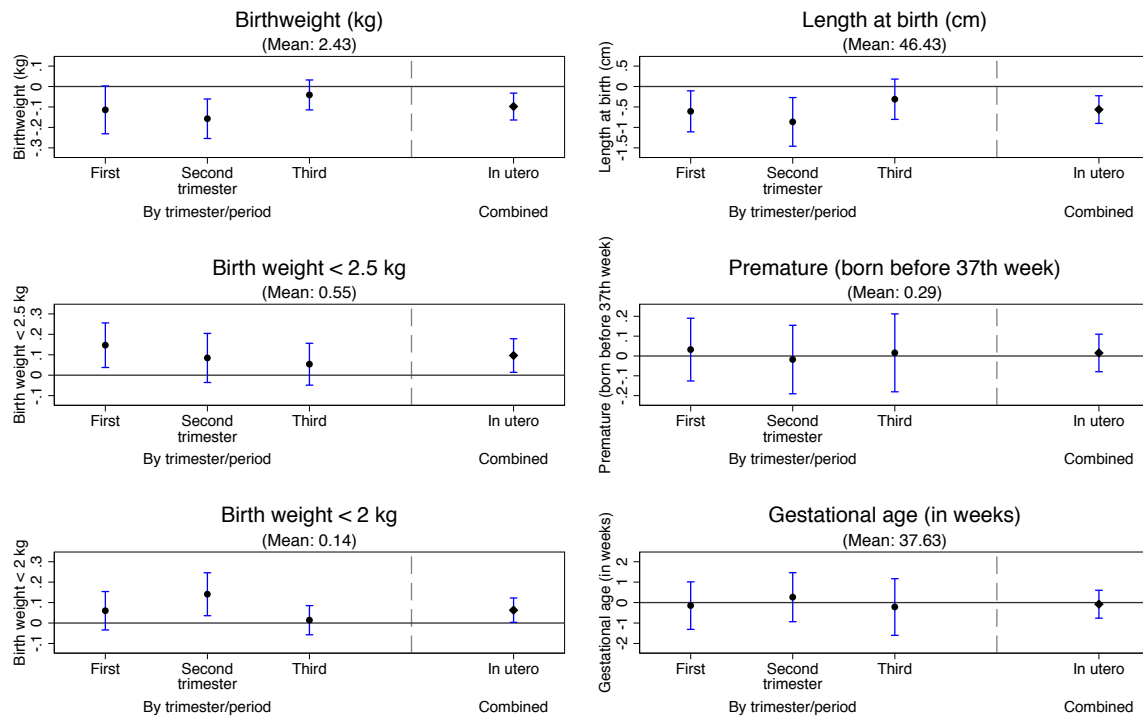 Birthweight (kg)
(Mean: 2.43)
Birthweight (kg)
-.3 -.2 -.1 0 .1
First Second trimester Third In utero
By trimester/period Combined
Length at birth (cm)
(Mean: 46.43)
Length at birth (cm)
-1.5 -1 -.5 0 .5
First Second trimester Third In utero
By trimester/period Combined
Birth weight < 2.5 kg
(Mean: 0.55)
Birth weight < 2.5 kg
-.1 0 .1 .2 .3
First Second trimester Third In utero
By trimester/period Combined
Premature (born before 37th week)
(Mean: 0.29)
Premature (born before 37th week)
-.2 -.1 0 .1 .2
First Second trimester Third In utero
By trimester/period Combined
Birth weight < 2 kg
(Mean: 0.14)
Birth weight < 2 kg
-.1 0 .1 .2 .3
First Second trimester Third In utero
By trimester/period Combined
Gestational age (in weeks)
(Mean: 37.63)
Gestational age (in weeks)
-2 -1 0 1 2
First Second trimester Third In utero
By trimester/period Combined